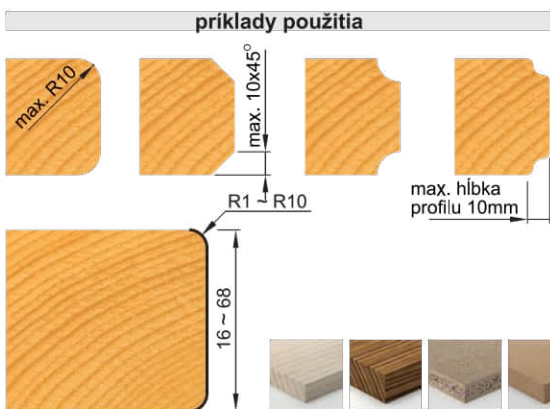 príklady použitia
max. R10
max. 10x45°
max. hĺbka
profilu 10mm
R1 ~ R10
16 ~ 68